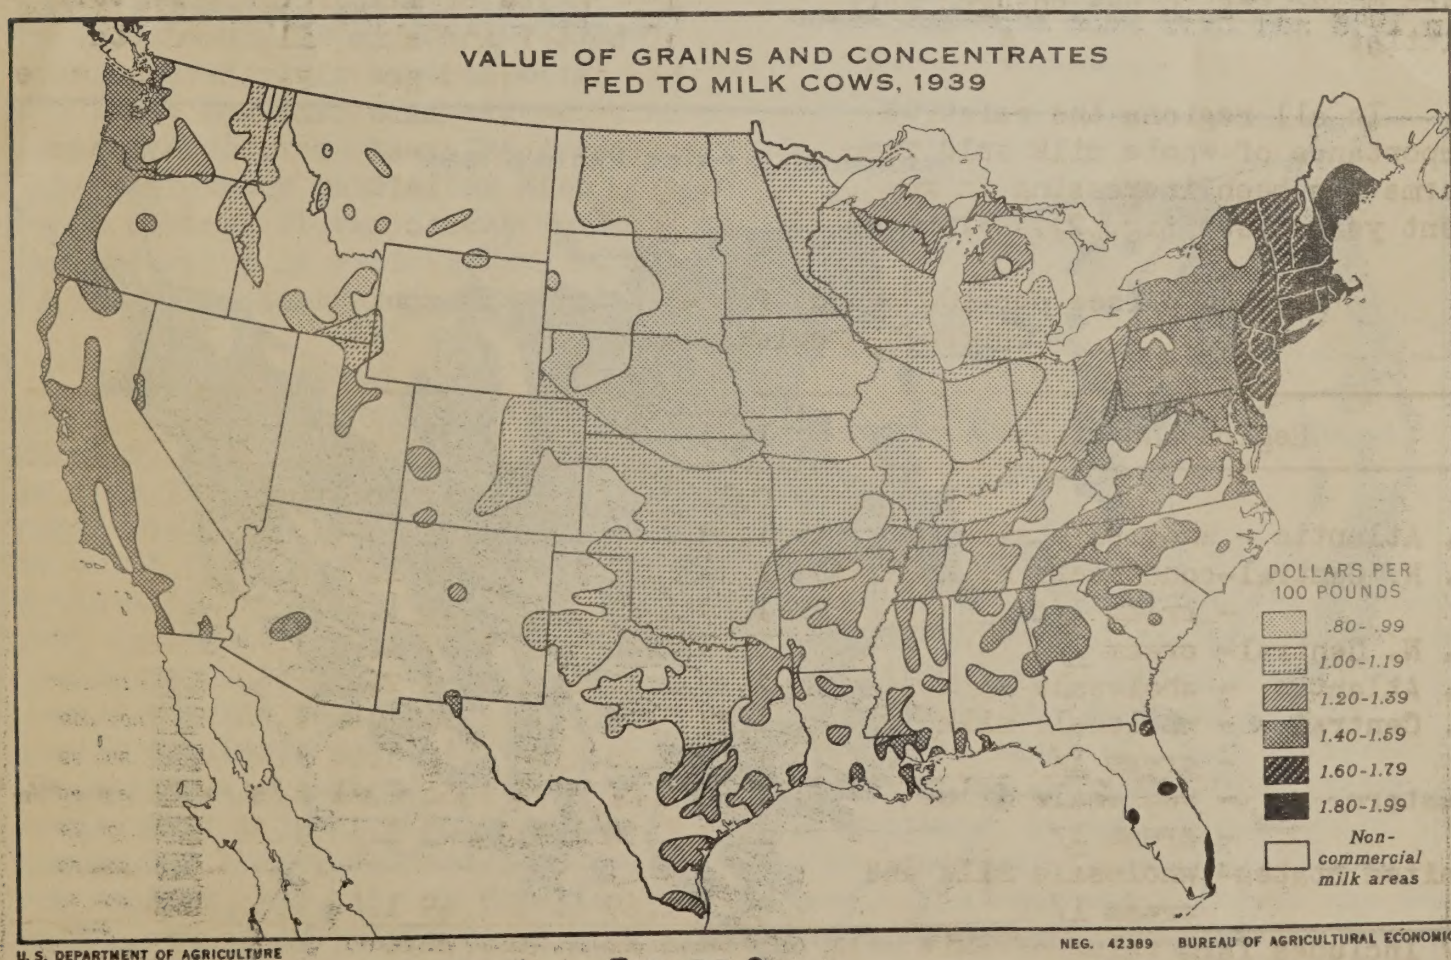 VALUE OF GRAINS AND CONCENTRATES
FED TO MILK COWS, 1939
DOLLARS PER
100 POUNDS
.80- .99
1.00-1.19
1.20-1.39
1.40-1.59
1.60-1.79
1.80-1.99
Non-
commercial
milk areas
U. S. DEPARTMENT OF AGRICULTURE
NEG. 42389 BUREAU OF AGRICULTURAL